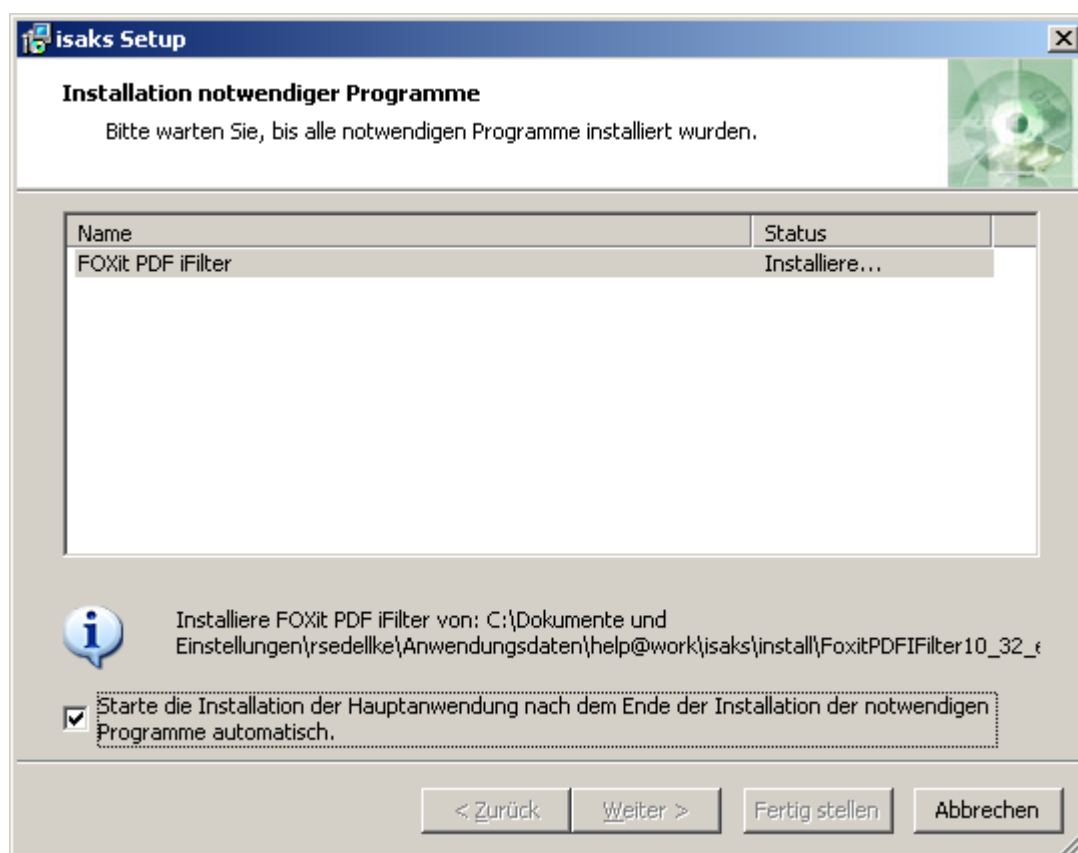 isaks Setup
Installation notwendiger Programme
Bitte warten Sie, bis alle notwendigen Programme installiert wurden.
Name Status
FOXit PDF iFilter Installiere...
Installiere FOXit PDF iFilter von: C:\Dokumente und
Einstellungen\rsedellke\Anwendungsdaten\help@work\isaks\install\FoxitPDFIFilter10_32_e
Starte die Installation der Hauptanwendung nach dem Ende der Installation der notwendigen
Programme automatisch.
< Zurück Weiter > Fertig stellen Abbrechen